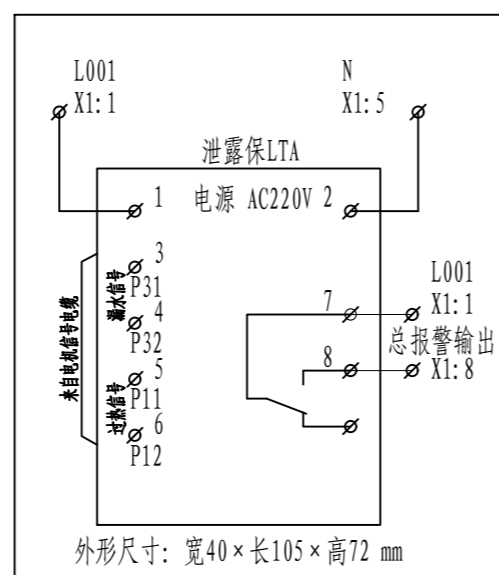 L001
X1:1
N
X1:5
泄露保LTA
1
电源 AC220V
2
3
P31
4
P32
漏水信号
5
P11
6
P12
过热信号
来自电机信号电缆
7
L001
X1:1
总报警输出
8
X1:8
外形尺寸: 宽40×长105×高72 mm